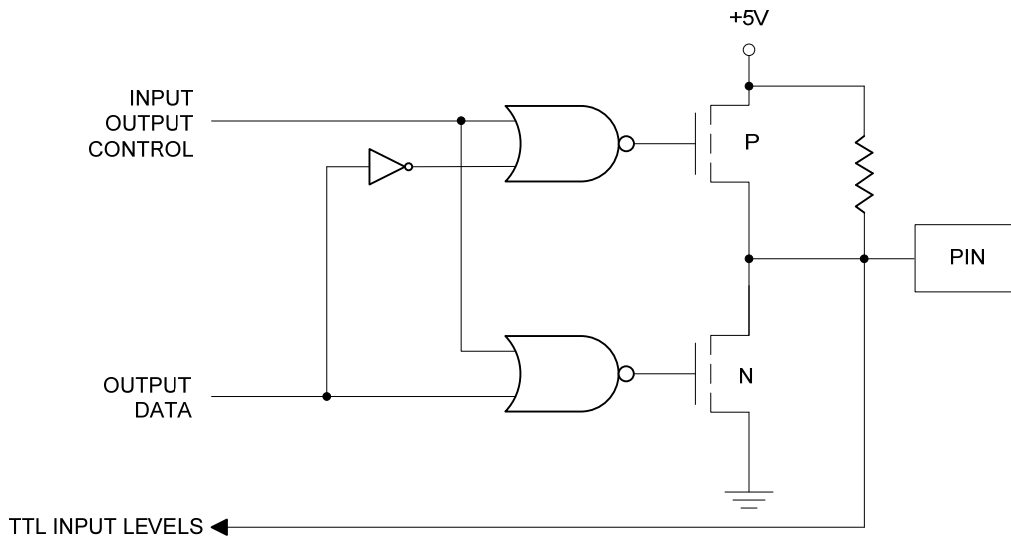 +5V
INPUT
OUTPUT
CONTROL
P
PIN
N
OUTPUT
DATA
TTL INPUT LEVELS